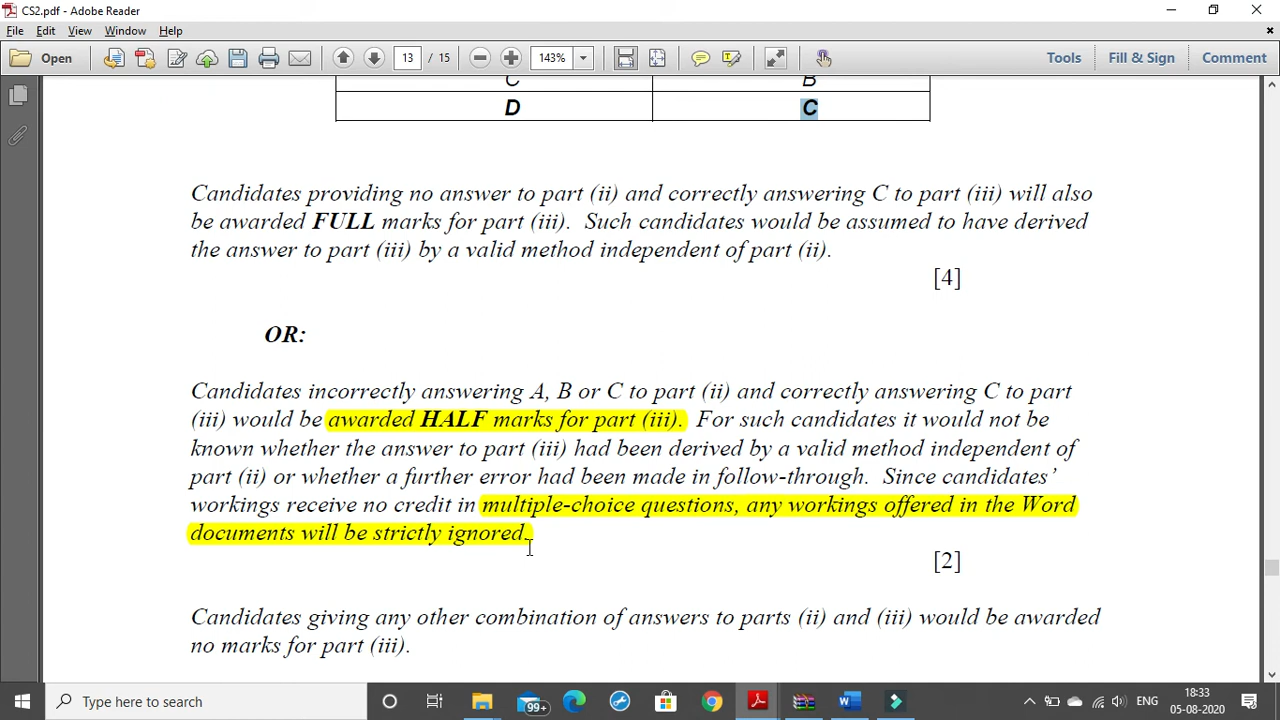 CS2.pdf - Adobe Reader
File Edit View Window Help
Open 13 / 15 143% Tools Fill & Sign Comment
C B
D C
Candidates providing no answer to part (ii) and correctly answering C to part (iii) will also
be awarded FULL marks for part (iii). Such candidates would be assumed to have derived
the answer to part (iii) by a valid method independent of part (ii).
[4]
OR:
Candidates incorrectly answering A, B or C to part (ii) and correctly answering C to part
(iii) would be awarded HALF marks for part (iii). For such candidates it would not be
known whether the answer to part (iii) had been derived by a valid method independent of
part (ii) or whether a further error had been made in follow-through. Since candidates’
workings receive no credit in multiple-choice questions, any workings offered in the Word
documents will be strictly ignored.
[2]
Candidates giving any other combination of answers to parts (ii) and (iii) would be awarded
no marks for part (iii).
Type here to search 99+ ENG 18:33
05-08-2020